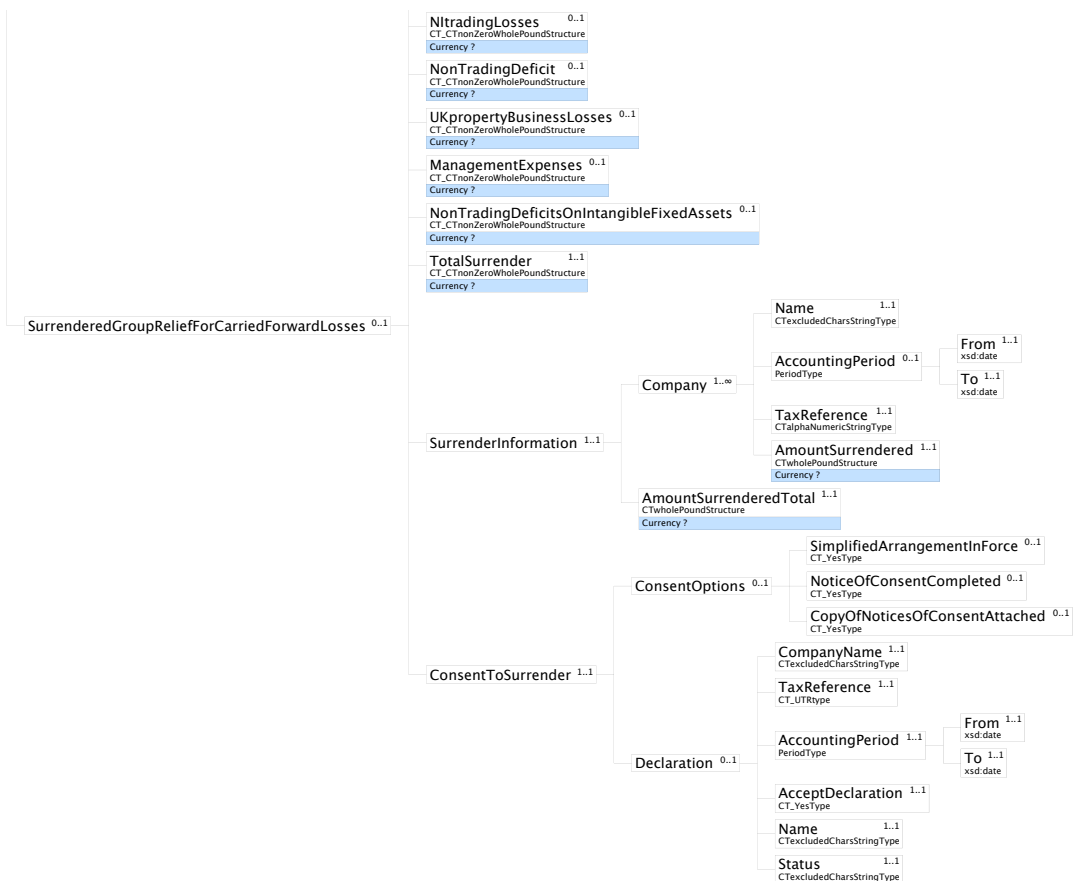 NItradingLosses 0..1
CT_CTnonZeroWholePoundStructure
Currency ?
NonTradingDeficit 0..1
CT_CTnonZeroWholePoundStructure
Currency ?
UKpropertyBusinessLosses 0..1
CT_CTnonZeroWholePoundStructure
Currency ?
ManagementExpenses 0..1
CT_CTnonZeroWholePoundStructure
Currency ?
NonTradingDeficitsOnIntangibleFixedAssets 0..1
CT_CTnonZeroWholePoundStructure
Currency ?
TotalSurrender 1..1
CT_CTnonZeroWholePoundStructure
Currency ?
SurrenderedGroupReliefForCarriedForwardLosses 0..1
SurrenderInformation 1..1
Company 1..∞
Name 1..1
CTexcludedCharsStringType
AccountingPeriod 0..1
PeriodType
From 1..1
xsd:date
To 1..1
xsd:date
TaxReference 1..1
CTalphaNumericStringType
AmountSurrendered 1..1
CTwholePoundStructure
Currency ?
AmountSurrenderedTotal 1..1
CTwholePoundStructure
Currency ?
ConsentToSurrender 1..1
ConsentOptions 0..1
SimplifiedArrangementInForce 0..1
CT_YesType
NoticeOfConsentCompleted 0..1
CT_YesType
CopyOfNoticesOfConsentAttached 0..1
CT_YesType
Declaration 0..1
CompanyName 1..1
CTexcludedCharsStringType
TaxReference 1..1
CT_UTRtype
AccountingPeriod 1..1
PeriodType
From 1..1
xsd:date
To 1..1
xsd:date
AcceptDeclaration 1..1
CT_YesType
Name 1..1
CTexcludedCharsStringType
Status 1..1
CTexcludedCharsStringType